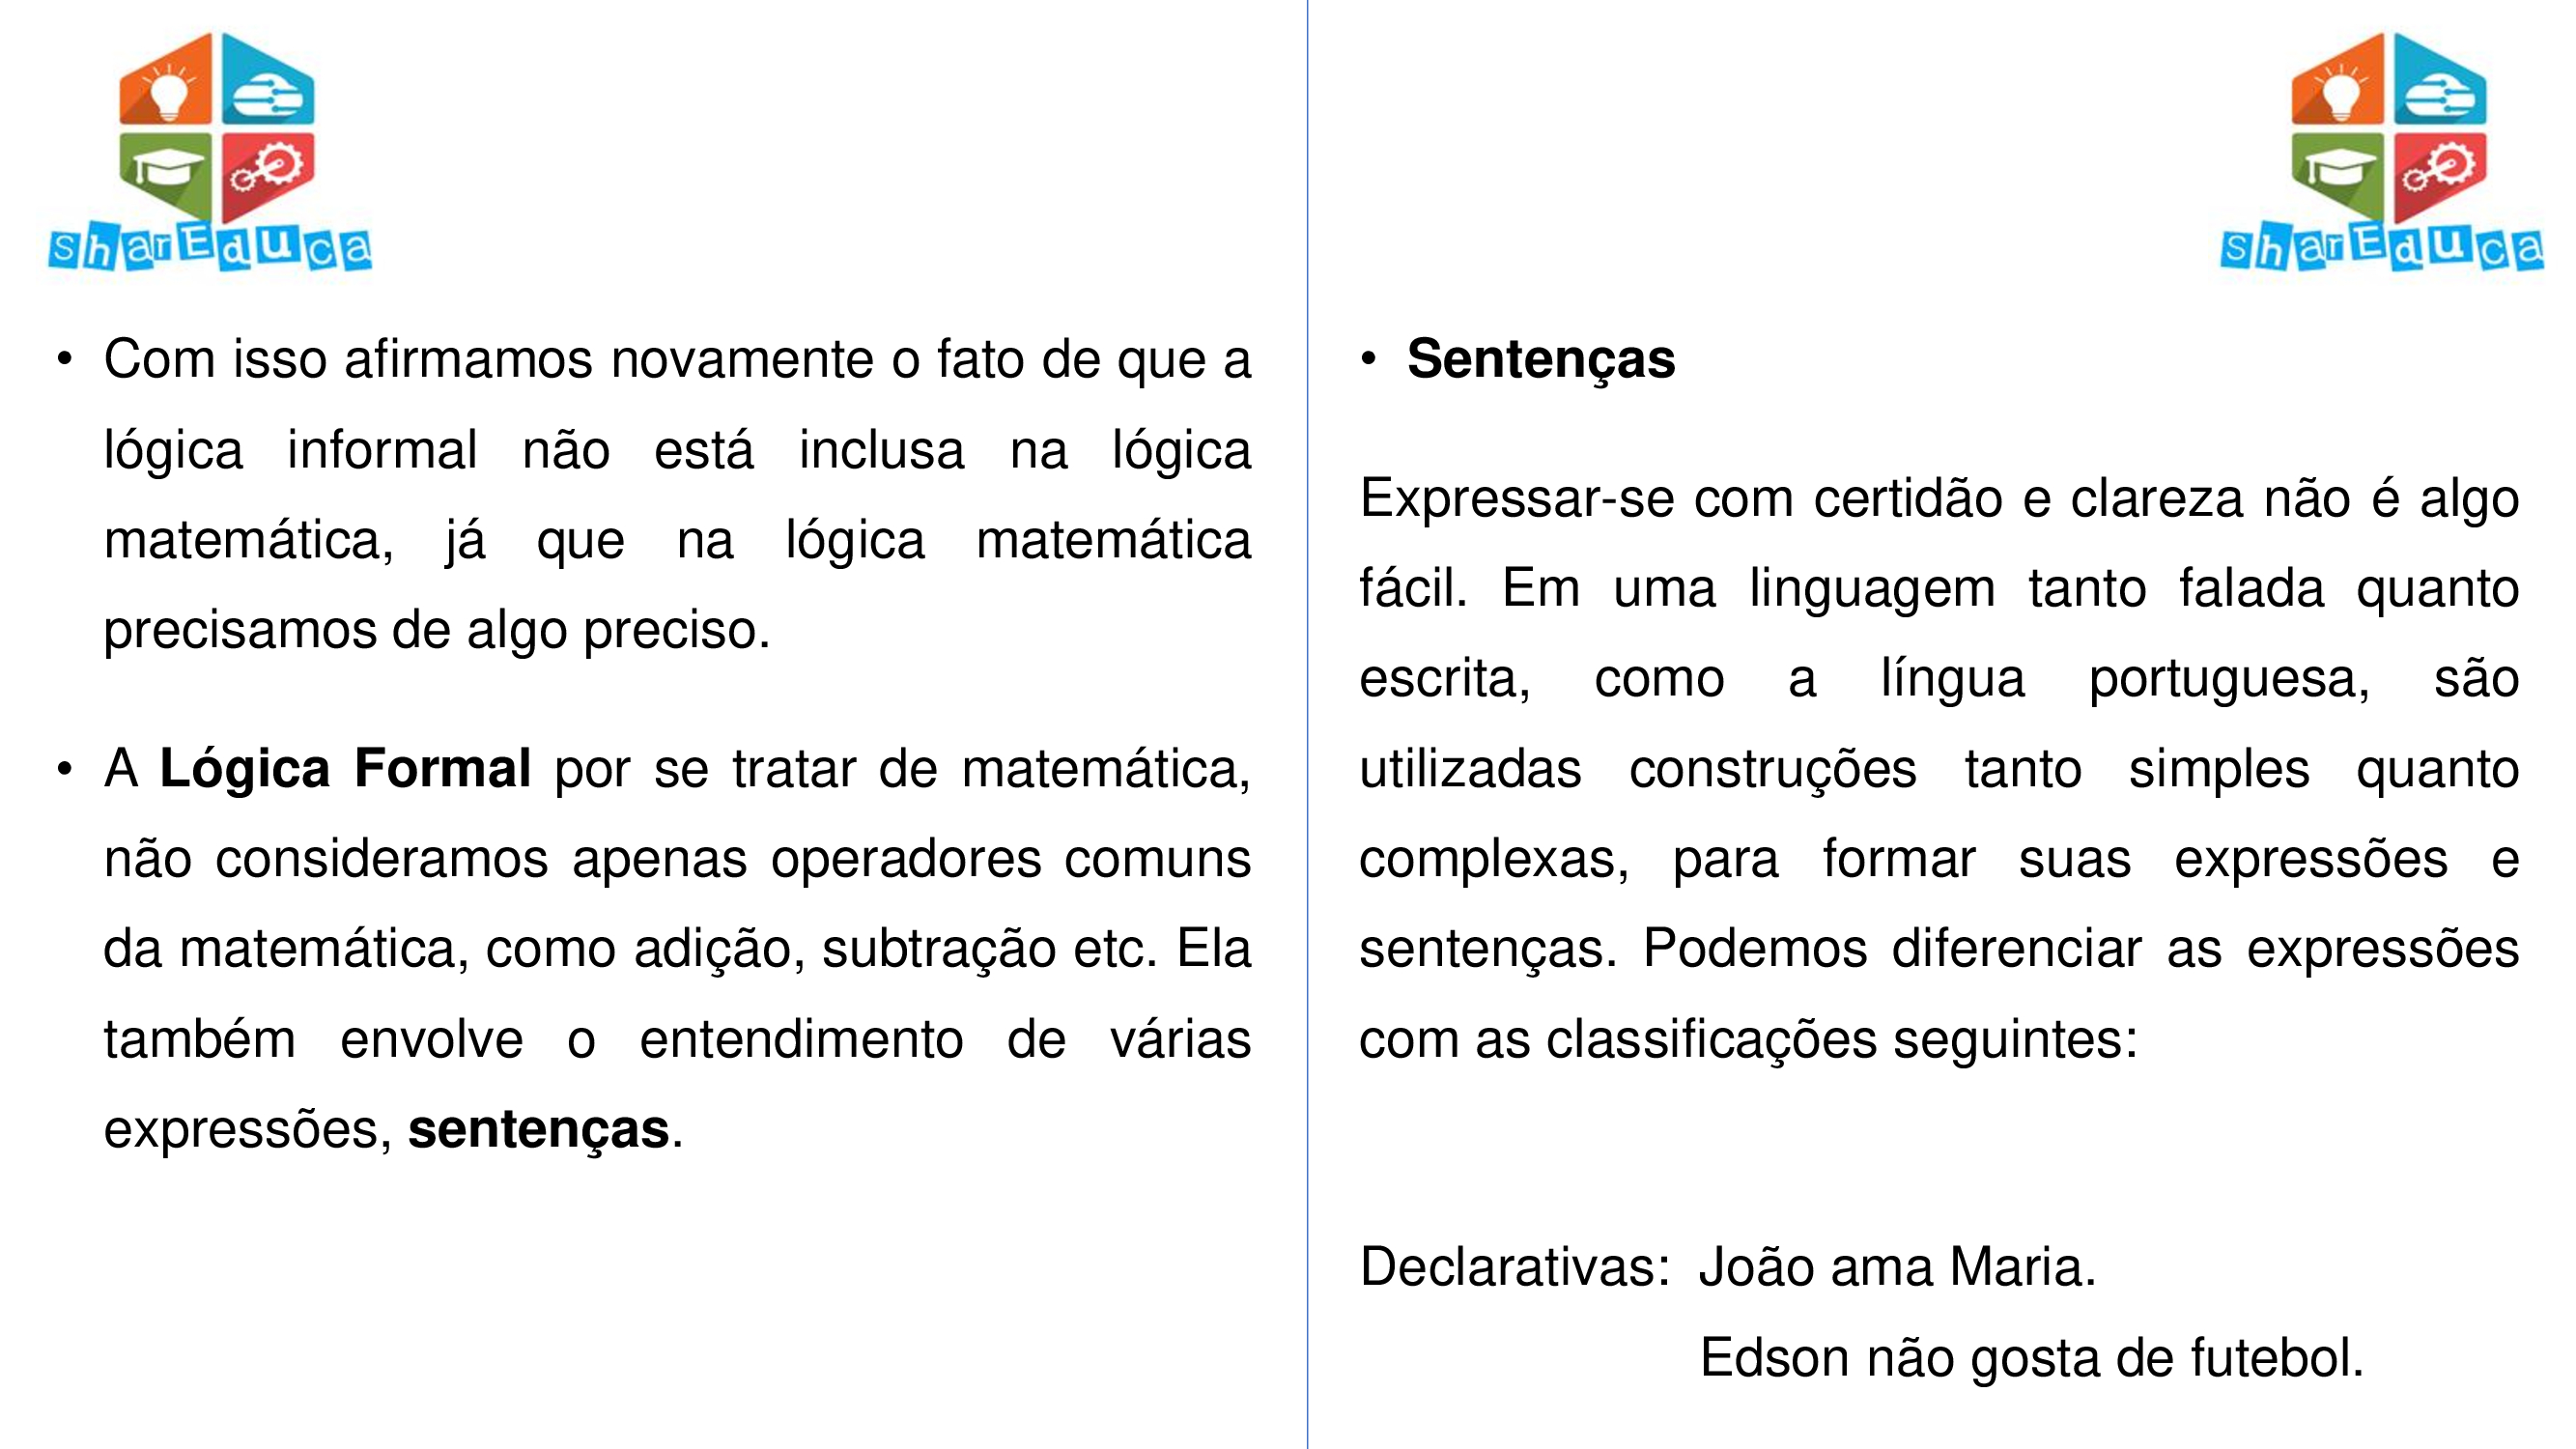 sharEduca
• Com isso afirmamos novamente o fato de que a
lógica informal não está inclusa na lógica
matemática, já que na lógica matemática
precisamos de algo preciso.
• A Lógica Formal por se tratar de matemática,
não consideramos apenas operadores comuns
da matemática, como adição, subtração etc. Ela
também envolve o entendimento de várias
expressões, sentenças.
sharEduca
• Sentenças
Expressar-se com certidão e clareza não é algo
fácil. Em uma linguagem tanto falada quanto
escrita, como a língua portuguesa, são
utilizadas construções tanto simples quanto
complexas, para formar suas expressões e
sentenças. Podemos diferenciar as expressões
com as classificações seguintes:
Declarativas: João ama Maria.
Edson não gosta de futebol.